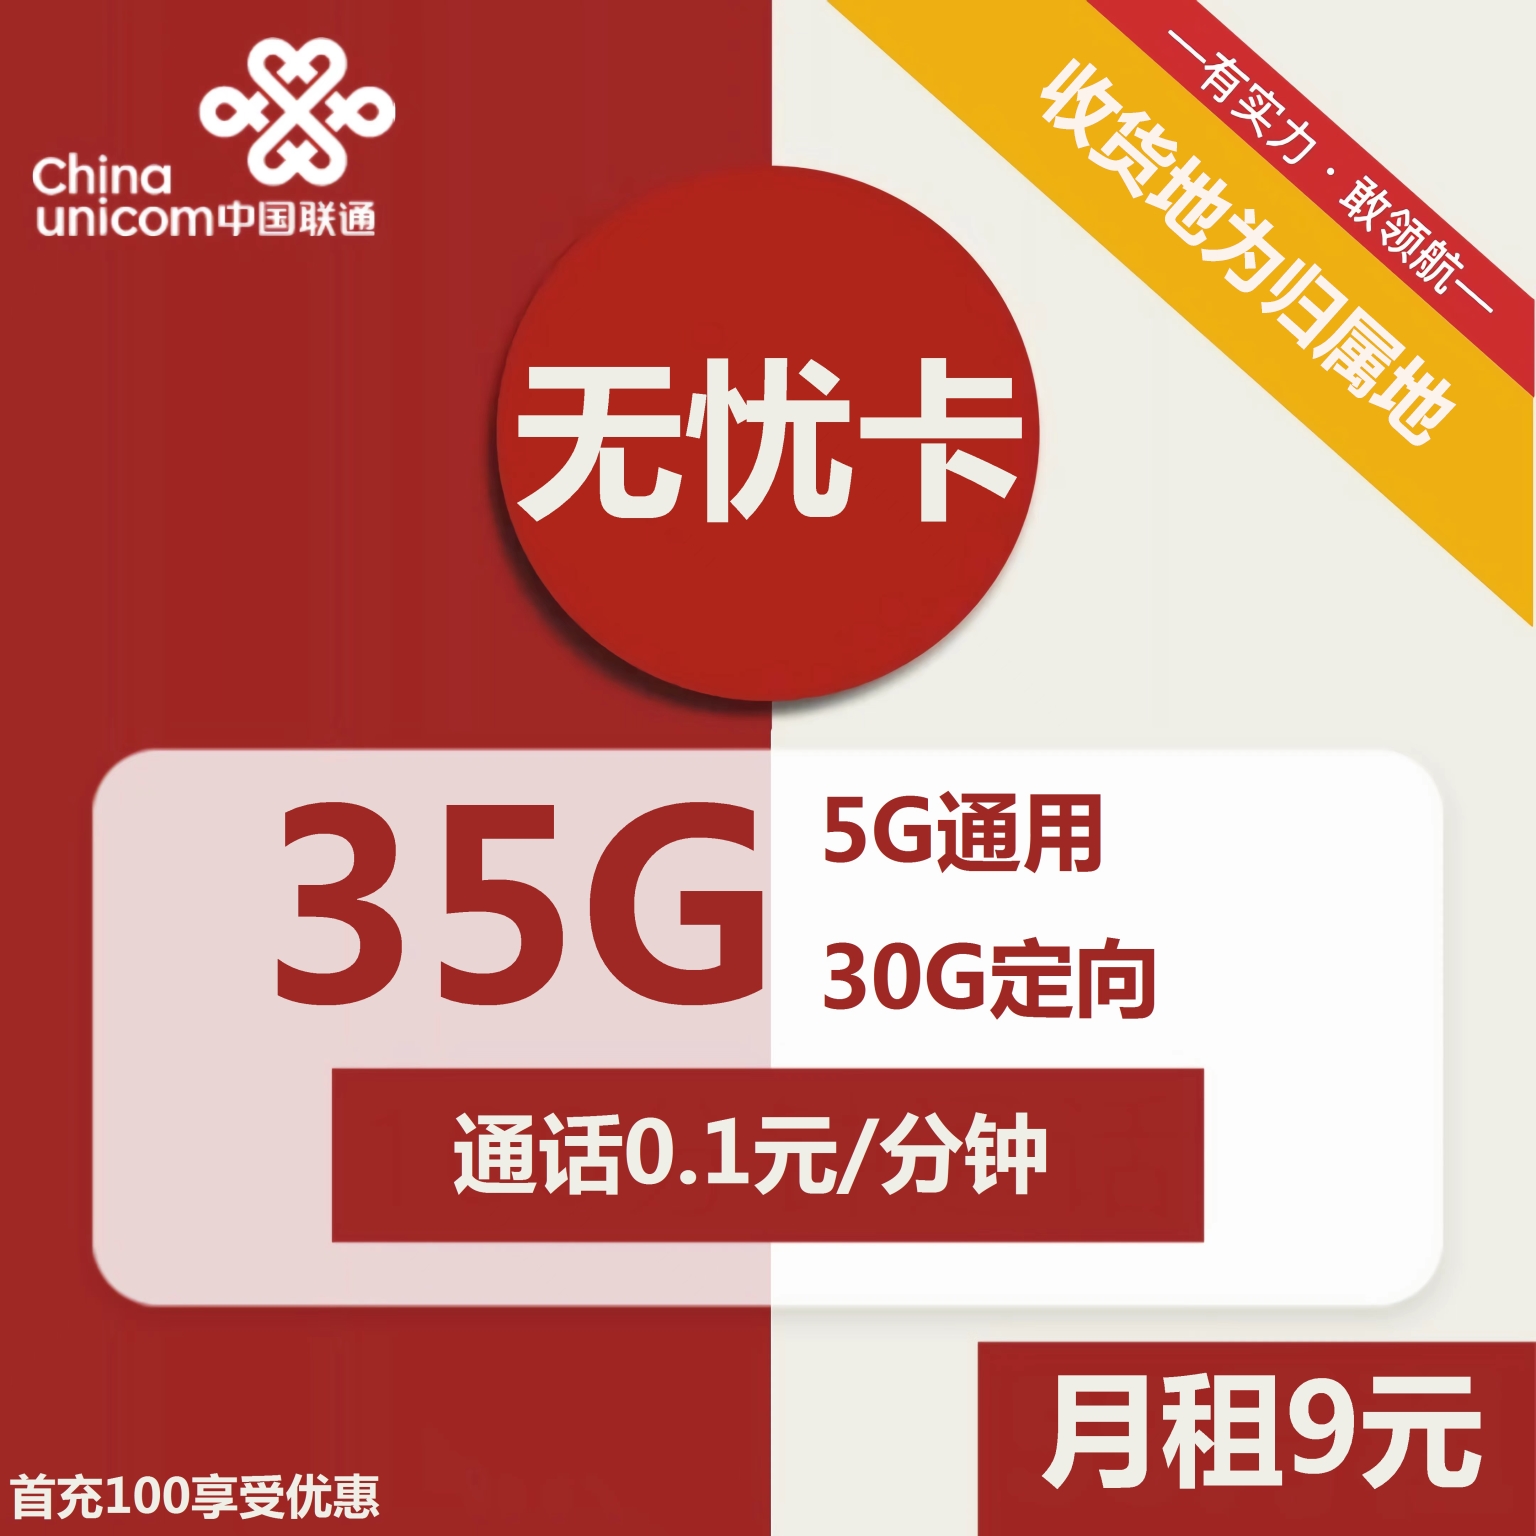 China
unicom中国联通
—有实力·敢领航—
收货地为归属地
无忧卡
35G
5G通用
30G定向
通话0.1元/分钟
月租9元
首充100享受优惠